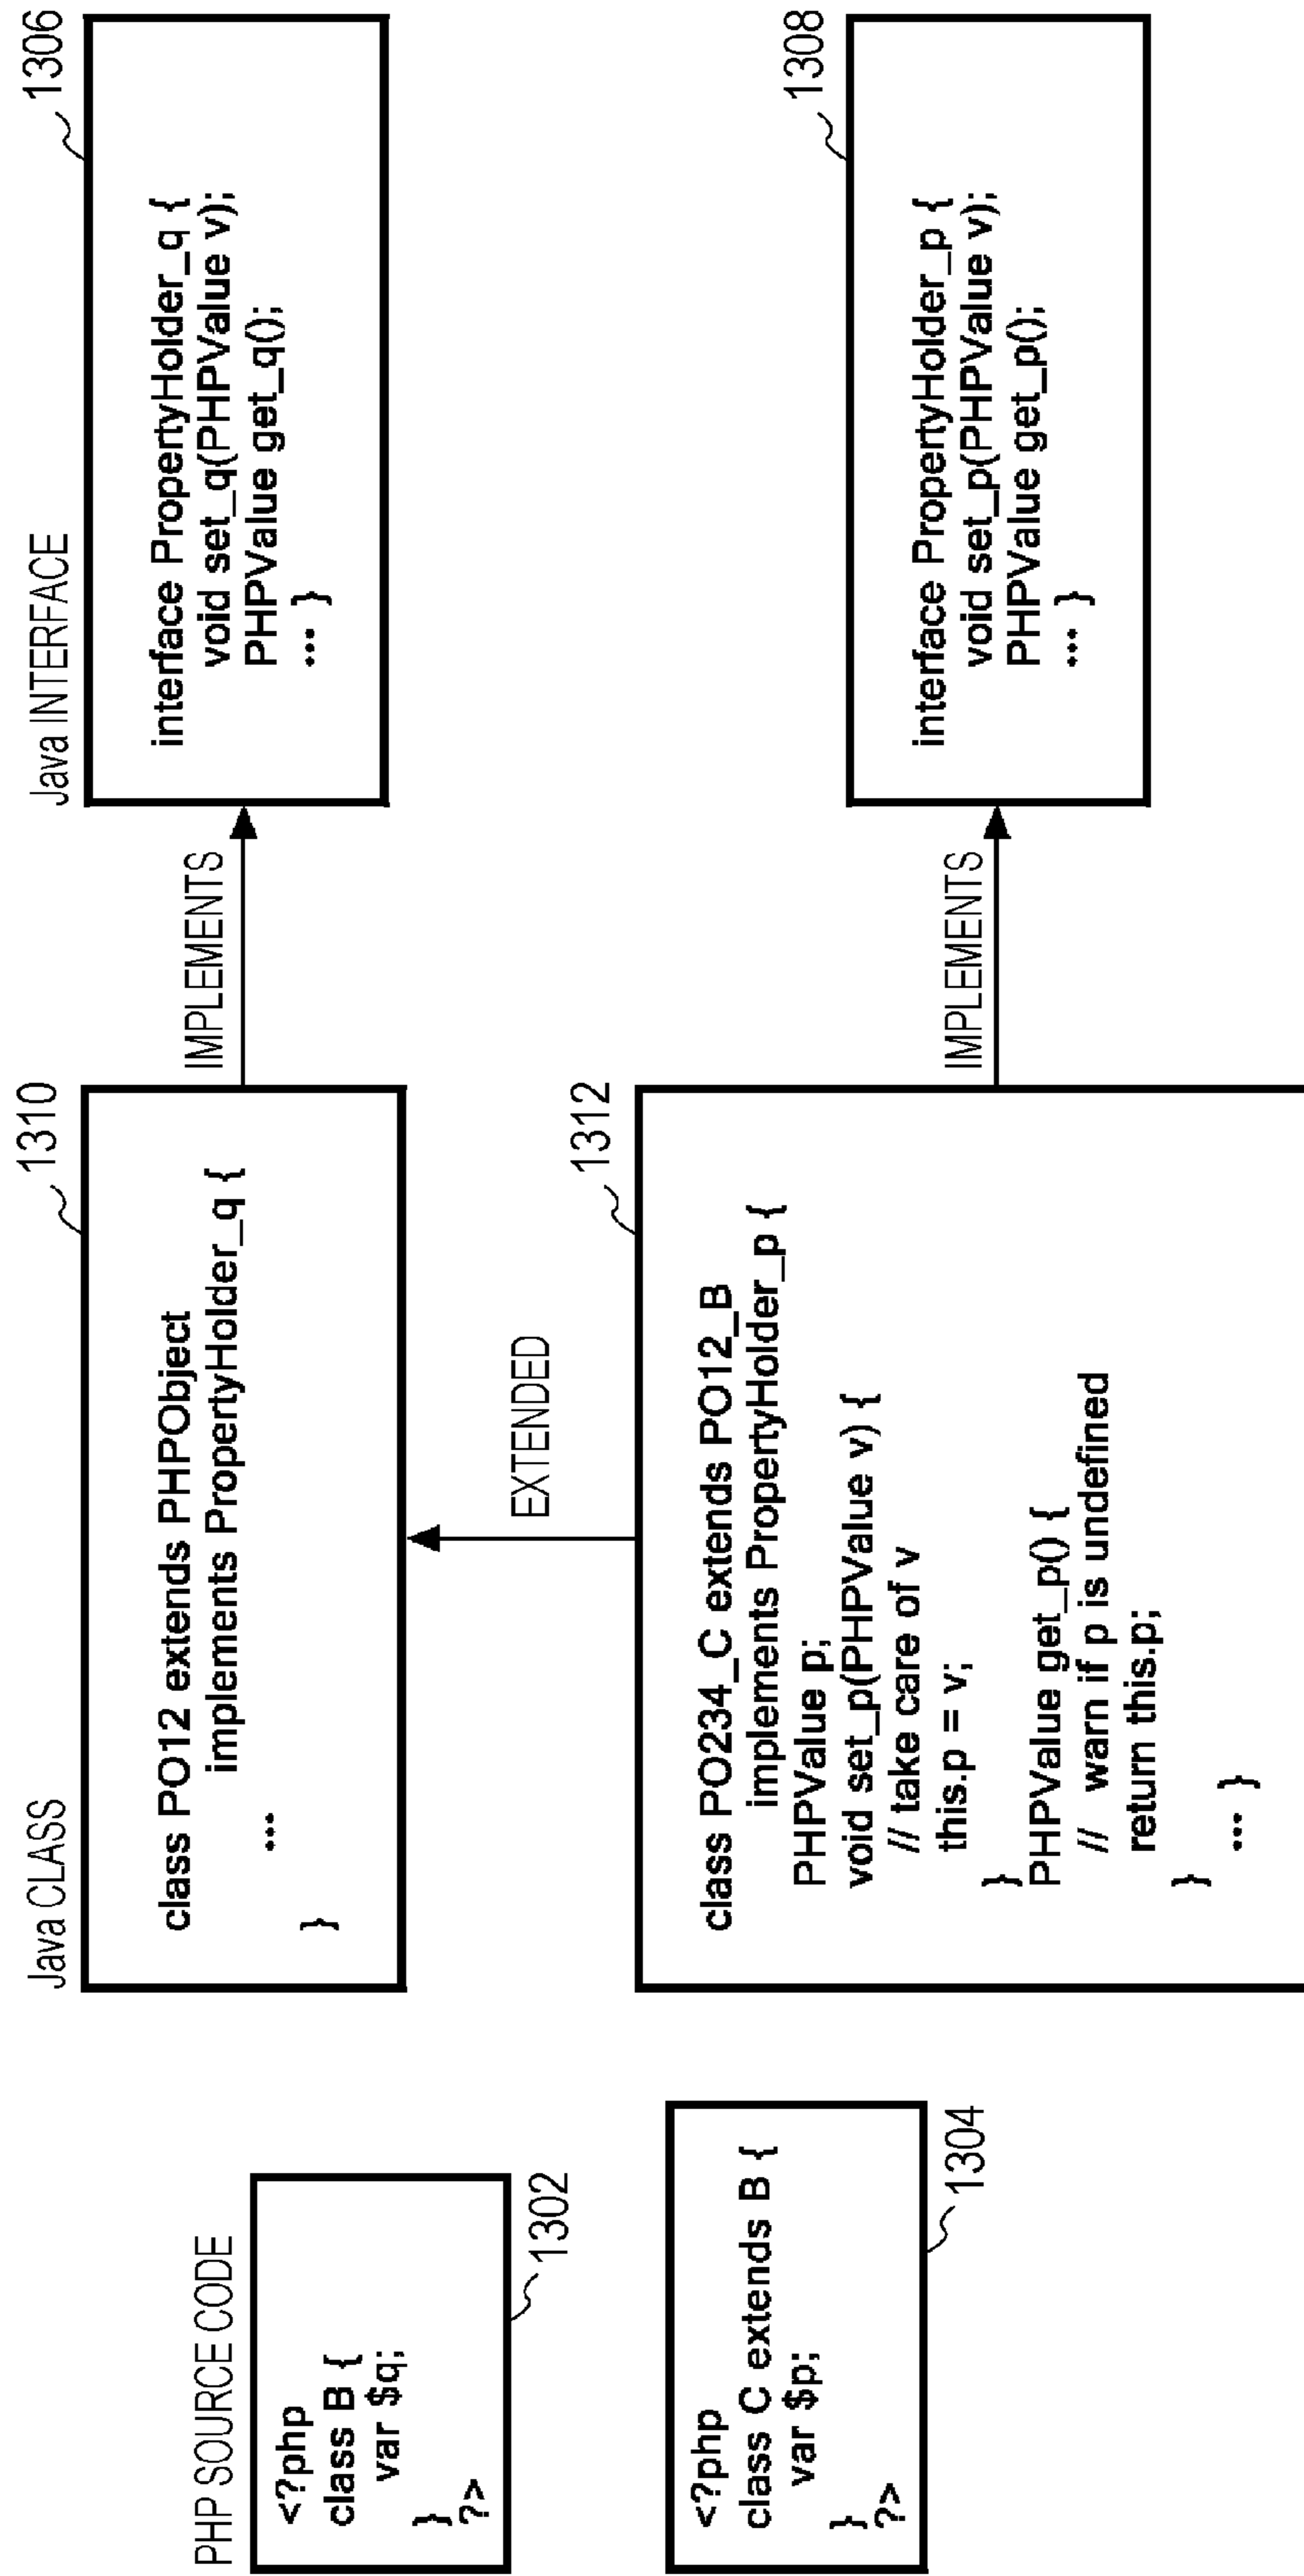 PHP SOURCE CODE
<?php
class B {
var $q;
}
?>
1302
<?php
class C extends B {
var $p;
}
?>
1304
Java CLASS
1310
class PO12 extends PHPObject
implements PropertyHolder_q {
...
}
EXTENDED
1312
class PO234_C extends PO12_B
implements PropertyHolder_p {
PHPValue p;
void set_p(PHPValue v) {
// take care of v
this.p = v;
}
PHPValue get_p() {
// warn if p is undefined
return this.p;
}
... }
IMPLEMENTS
IMPLEMENTS
Java INTERFACE
1306
interface PropertyHolder_q {
void set_q(PHPValue v);
PHPValue get_q();
... }
1308
interface PropertyHolder_p {
void set_p(PHPValue v);
PHPValue get_p();
... }